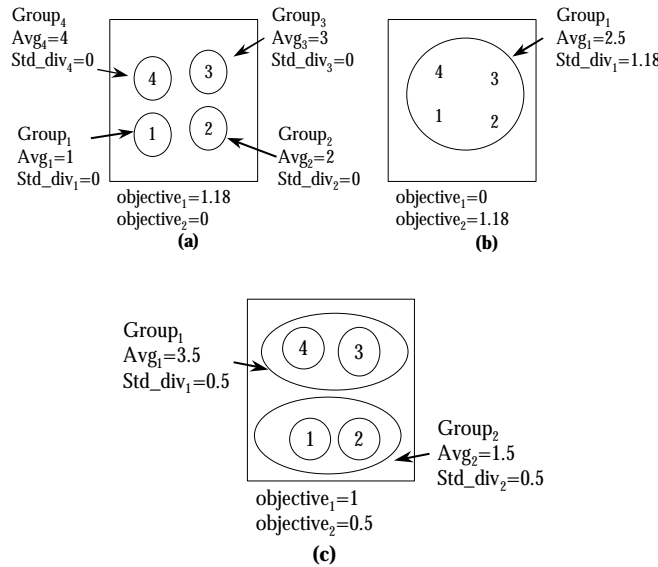 Group₄
Avg₄=4
Std_div₄=0
Group₃
Avg₃=3
Std_div₃=0
4
3
1
2
Group₁
Avg₁=1
Std_div₁=0
Group₂
Avg₂=2
Std_div₂=0
objective₁=1.18
objective₂=0
(a)
Group₁
Avg₁=2.5
Std_div₁=1.18
4
3
1
2
objective₁=0
objective₂=1.18
(b)
Group₁
Avg₁=3.5
Std_div₁=0.5
4
3
1
2
Group₂
Avg₂=1.5
Std_div₂=0.5
objective₁=1
objective₂=0.5
(c)